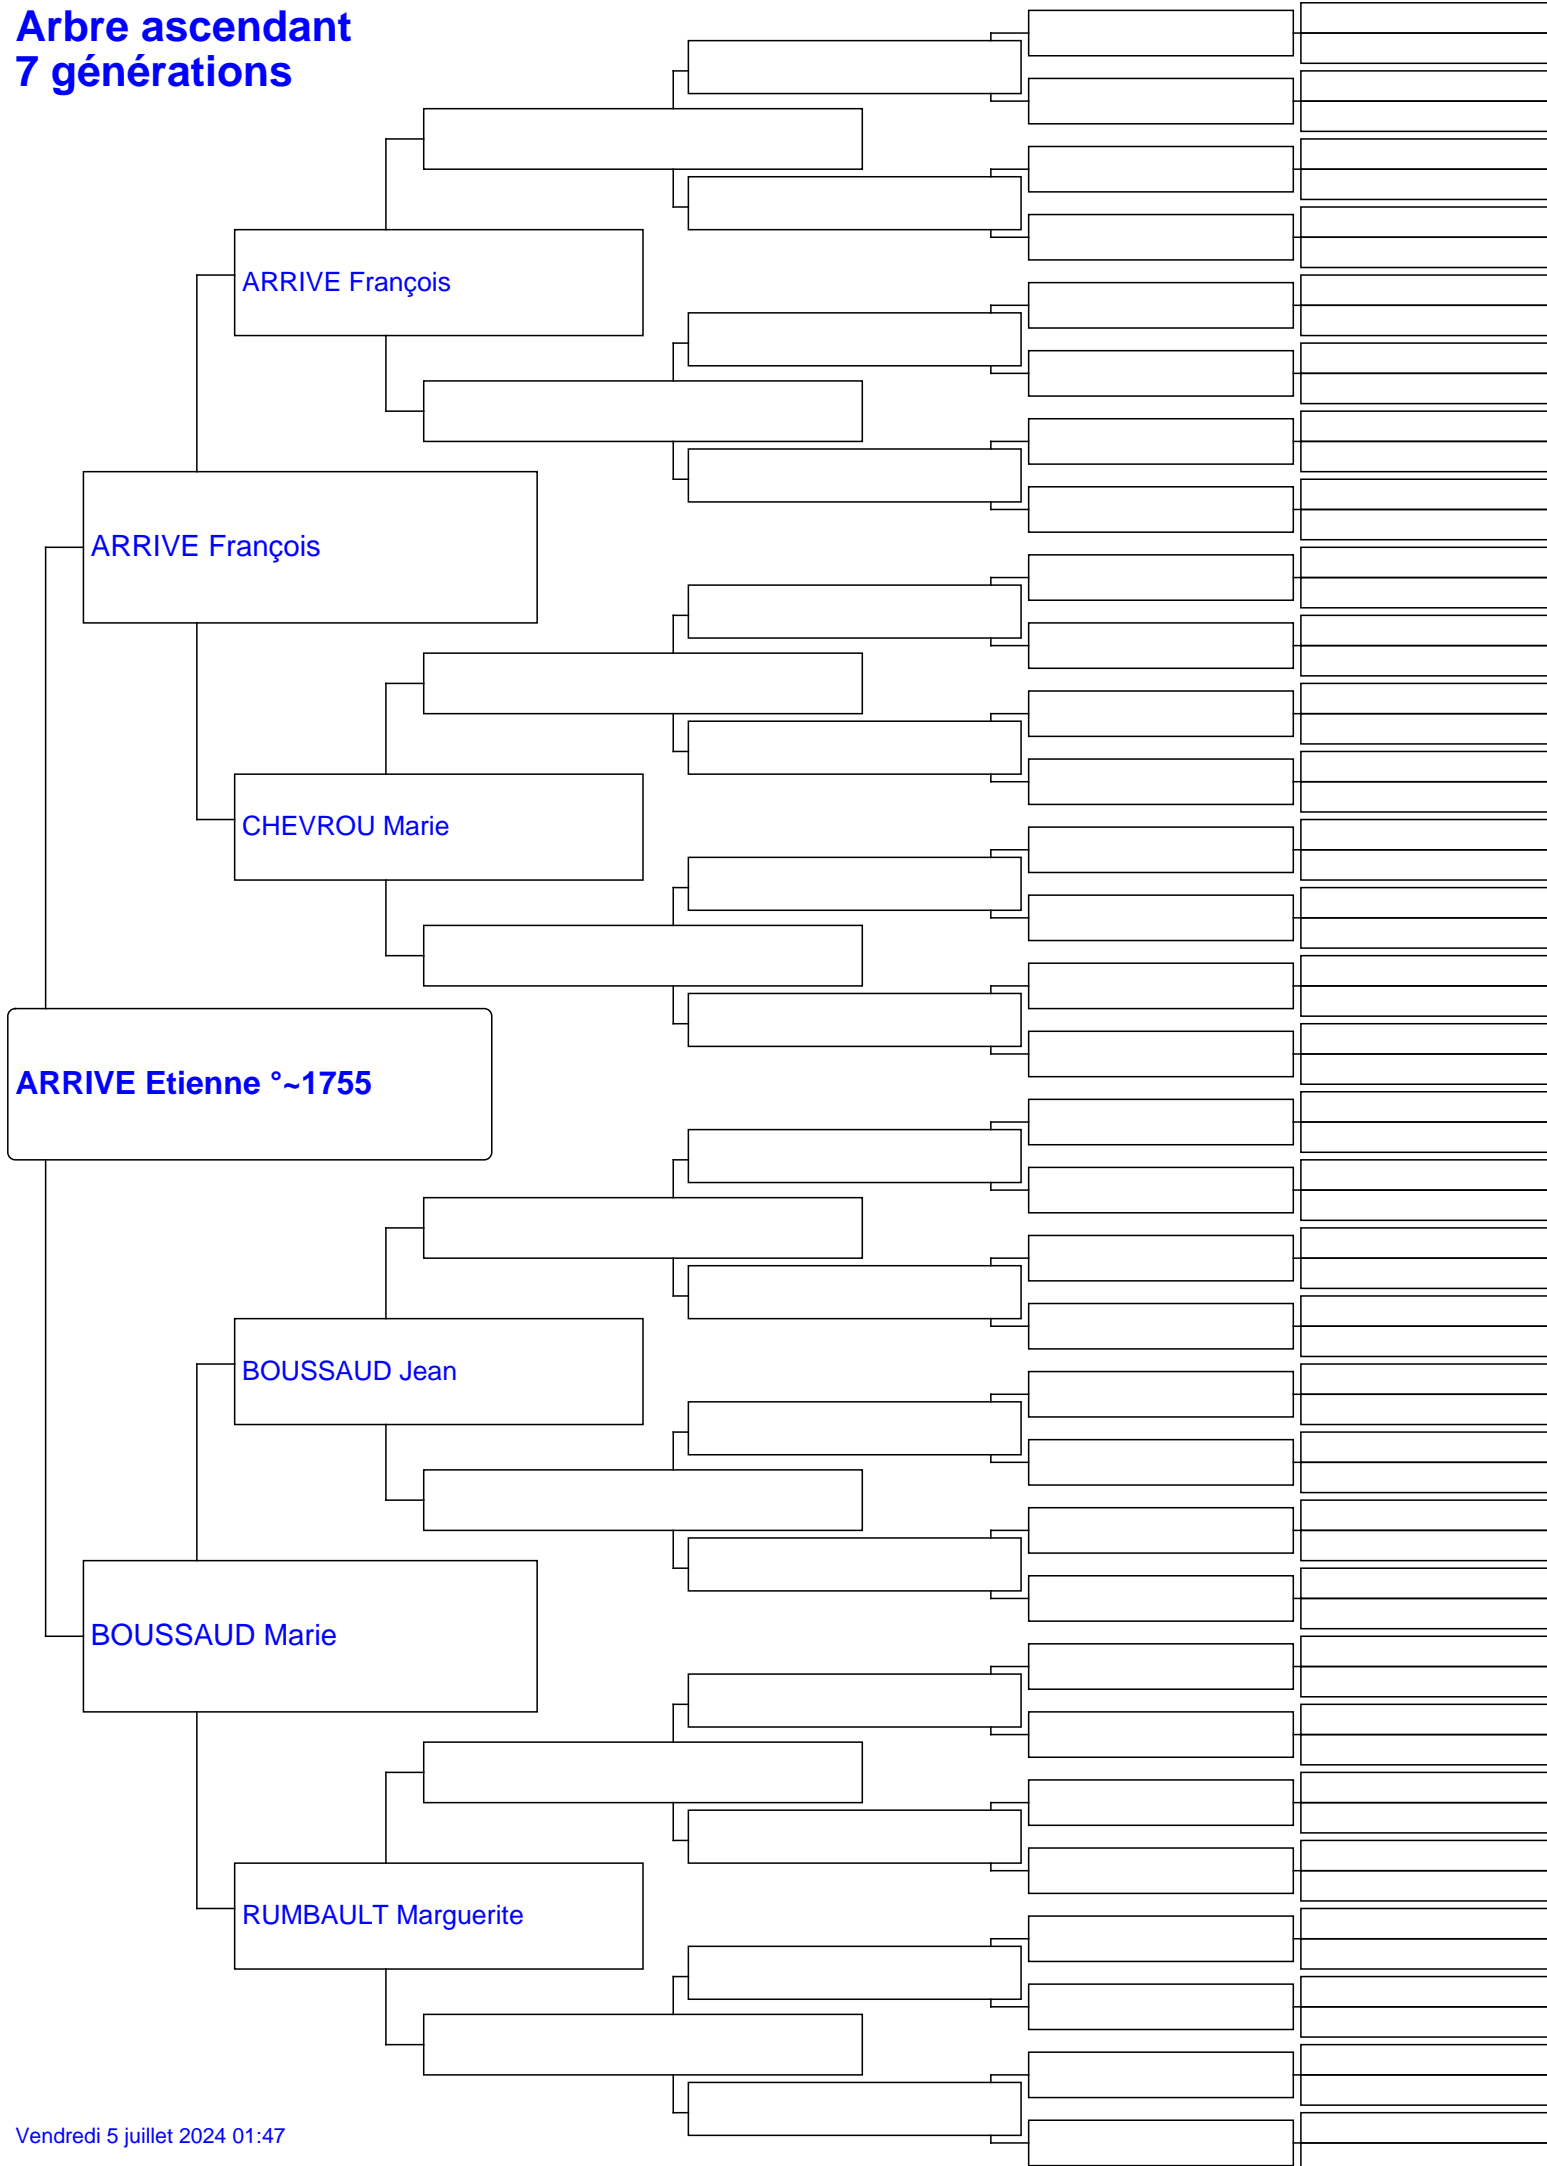 Arbre ascendant
7 générations
ARRIVE François
ARRIVE François
CHEVROU Marie
ARRIVE Etienne °~1755
BOUSSAUD Jean
BOUSSAUD Marie
RUMBAULT Marguerite
Vendredi 5 juillet 2024 01:47